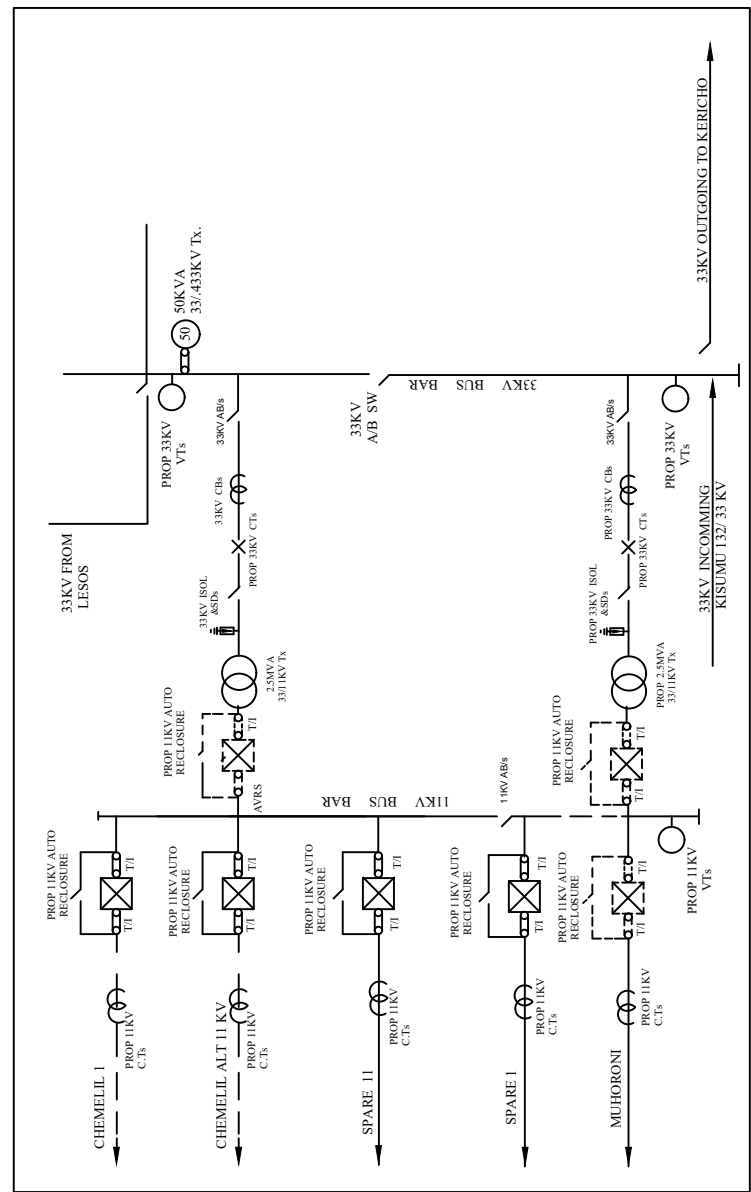 33KV OUTGOING TO KERICHO
50KVA
33/.433KV Tx.
50
33KV FROM
LESOS
PROP 33KV
VTs
33KV
A/B SW
33KV BUS BAR
PROP 33KV
VTs
33KV INCOMMING
KISUMU 132/ 33 KV
33KV AB/s
33KV CBs
PROP 33KV CTs
33KV ISOL
&SDs
2.5MVA
33/11KV Tx
33KV AB/s
PROP 33KV CBs
PROP 33KV CTs
PROP 33KV ISOL
&SDs
PROP 2.5MVA
33/11KV Tx
PROP 11KV AUTO
RECLOSURE
T/I
AVRS
PROP 11KV AUTO
RECLOSURE
T/I
T/I
11KV BUS BAR
11KV AB/s
PROP 11KV
VTs
PROP 11KV AUTO
RECLOSURE
T/I
T/I
PROP 11KV AUTO
RECLOSURE
T/I
T/I
PROP 11KV AUTO
RECLOSURE
T/I
T/I
PROP 11KV AUTO
RECLOSURE
T/I
T/I
PROP 11KV AUTO
RECLOSURE
T/I
T/I
PROP 11KV
C.Ts
PROP 11KV
C.Ts
PROP 11KV
C.Ts
PROP 11KV
C.Ts
PROP 11KV
C.Ts
CHEMELIL 1
CHEMELIL ALT 11 KV
SPARE 11
SPARE 1
MUHORONI